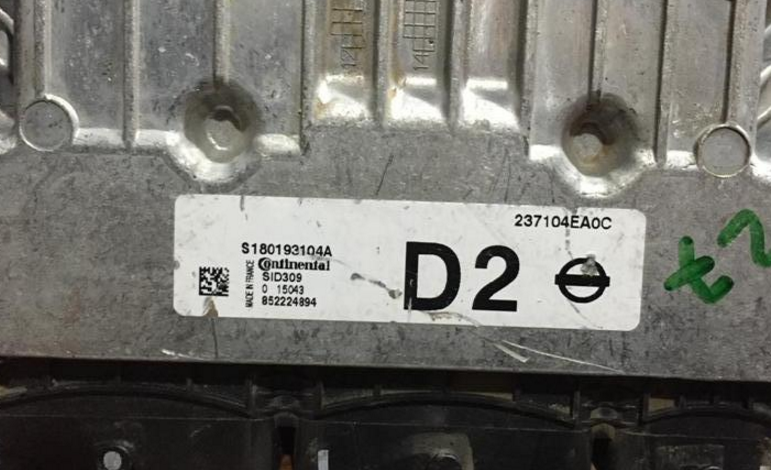 237104EA0C
S180193104A
MADE IN FRANCE
Continental
SID309
0 15043
852224894
D2